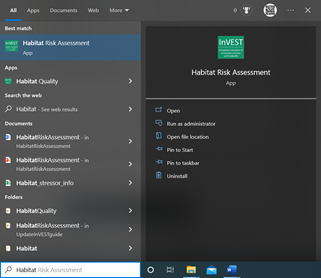 All Apps Documents Web More
0
Best match
Habitat Risk Assessment
App
Apps
Habitat Quality
Search the web
Habitat - See web results
Documents
HabitatRiskAssessment - in
HabitatRiskAssessment
HabitatRiskAssessment - in
HabitatRiskAssessment
Habitat_stressor_info
Folders
HabitatQuality
HabitatRiskAssessment - in
UpdateInVESTguide
Habitat
Habitat Risk Assessment
InVEST
Habitat Risk Assessment
App
Open
Run as administrator
Open file location
Pin to Start
Pin to taskbar
Uninstall